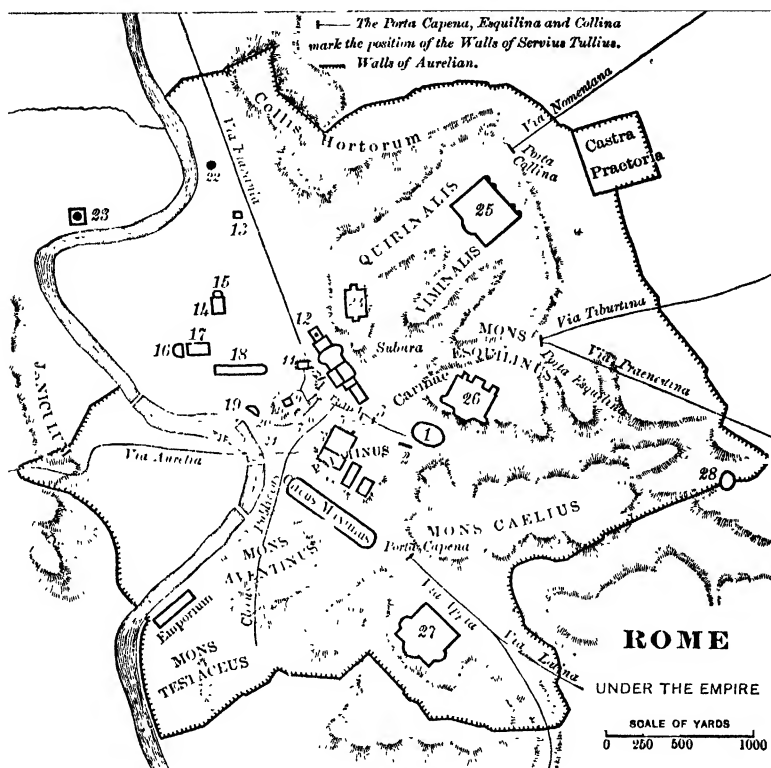 The Porta Capena, Esquilina and Collina
mark the position of the Walls of Servius Tullius.
Walls of Aurelian.
Collis
Hortorum
Via Nomentana
Porta
Collina
Castra
Praetoria
Via Flaminia
22
23
13
QUIRINALIS
25
VIMINALIS
15
14
24
12
16
17
18
11
Subura
MONS
ESQUILINUS
Via Tiburtina
Via Praenestina
Porta Esquilina
JANICULUM
Carinae
26
19
1
2
Via Aurelia
28
Circus Maximus
MONS CAELIUS
MONS
AVENTINUS
Porta Capena
Clivus
Publicius
Emporium
Via Appia
MONS
TESTACEUS
27
Via Latina
ROME
UNDER THE EMPIRE
SCALE OF YARDS
0 250 500 1000